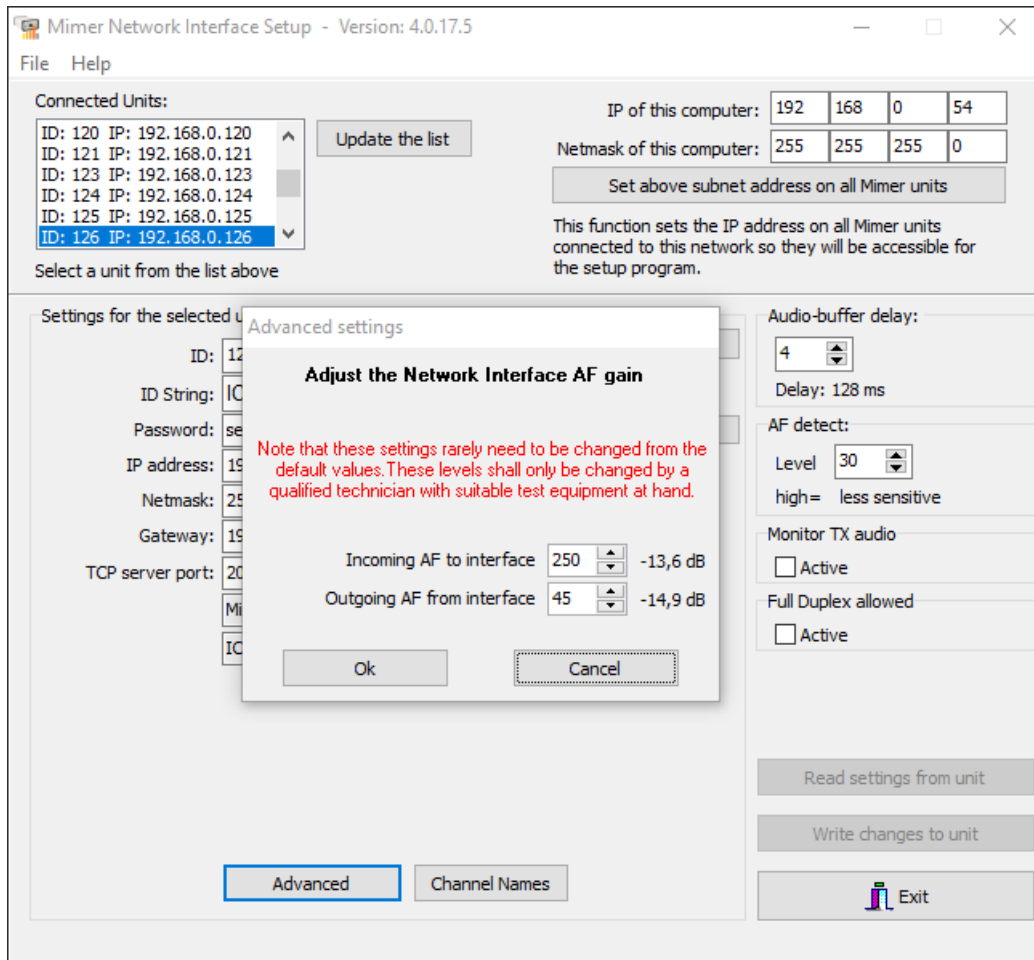 Mimer Network Interface Setup - Version: 4.0.17.5
File Help
Connected Units:
ID: 120 IP: 192.168.0.120
ID: 121 IP: 192.168.0.121
ID: 123 IP: 192.168.0.123
ID: 124 IP: 192.168.0.124
ID: 125 IP: 192.168.0.125
ID: 126 IP: 192.168.0.126
Update the list
Select a unit from the list above
IP of this computer: 192 168 0 54
Netmask of this computer: 255 255 255 0
Set above subnet address on all Mimer units
This function sets the IP address on all Mimer units
connected to this network so they will be accessible for
the setup program.
Settings for the selected
ID:
ID String:
Password:
IP address:
Netmask:
Gateway:
TCP server port:
Advanced settings
Adjust the Network Interface AF gain
Note that these settings rarely need to be changed from the
default values.These levels shall only be changed by a
qualified technician with suitable test equipment at hand.
Incoming AF to interface 250 -13,6 dB
Outgoing AF from interface 45 -14,9 dB
Ok Cancel
Audio-buffer delay:
4
Delay: 128 ms
AF detect:
Level 30
high= less sensitive
Monitor TX audio
Active
Full Duplex allowed
Active
Read settings from unit
Write changes to unit
Advanced Channel Names
Exit